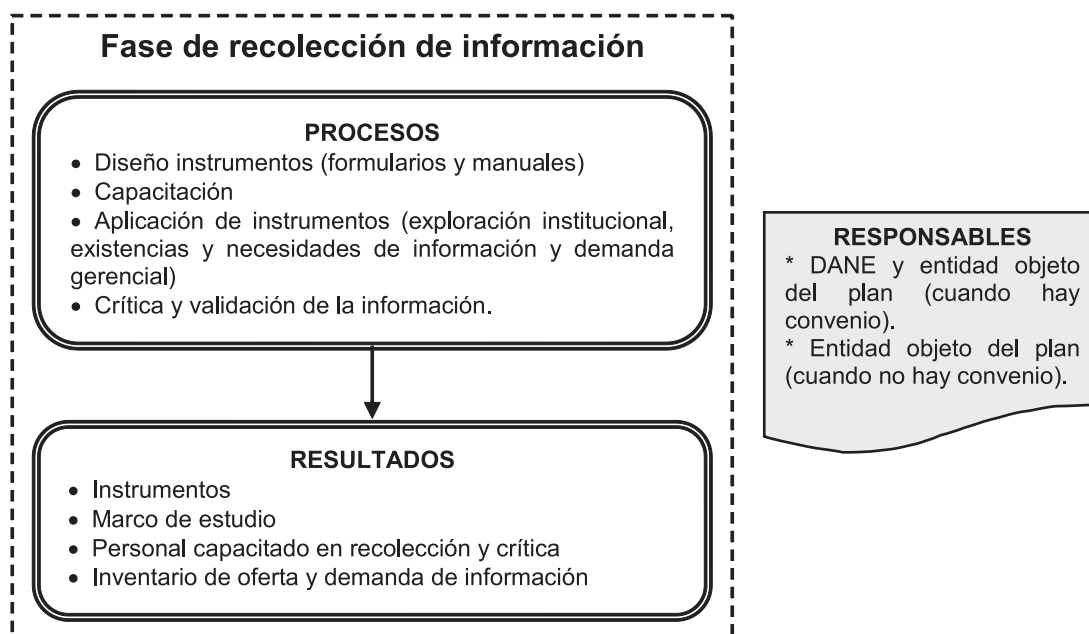 Fase de recolección de información
PROCESOS
• Diseño instrumentos (formularios y manuales)
• Capacitación
• Aplicación de instrumentos (exploración institucional,
existencias y necesidades de información y demanda
gerencial)
• Crítica y validación de la información.
RESULTADOS
• Instrumentos
• Marco de estudio
• Personal capacitado en recolección y crítica
• Inventario de oferta y demanda de información
RESPONSABLES
* DANE y entidad objeto
del plan (cuando hay
convenio).
* Entidad objeto del plan
(cuando no hay convenio).